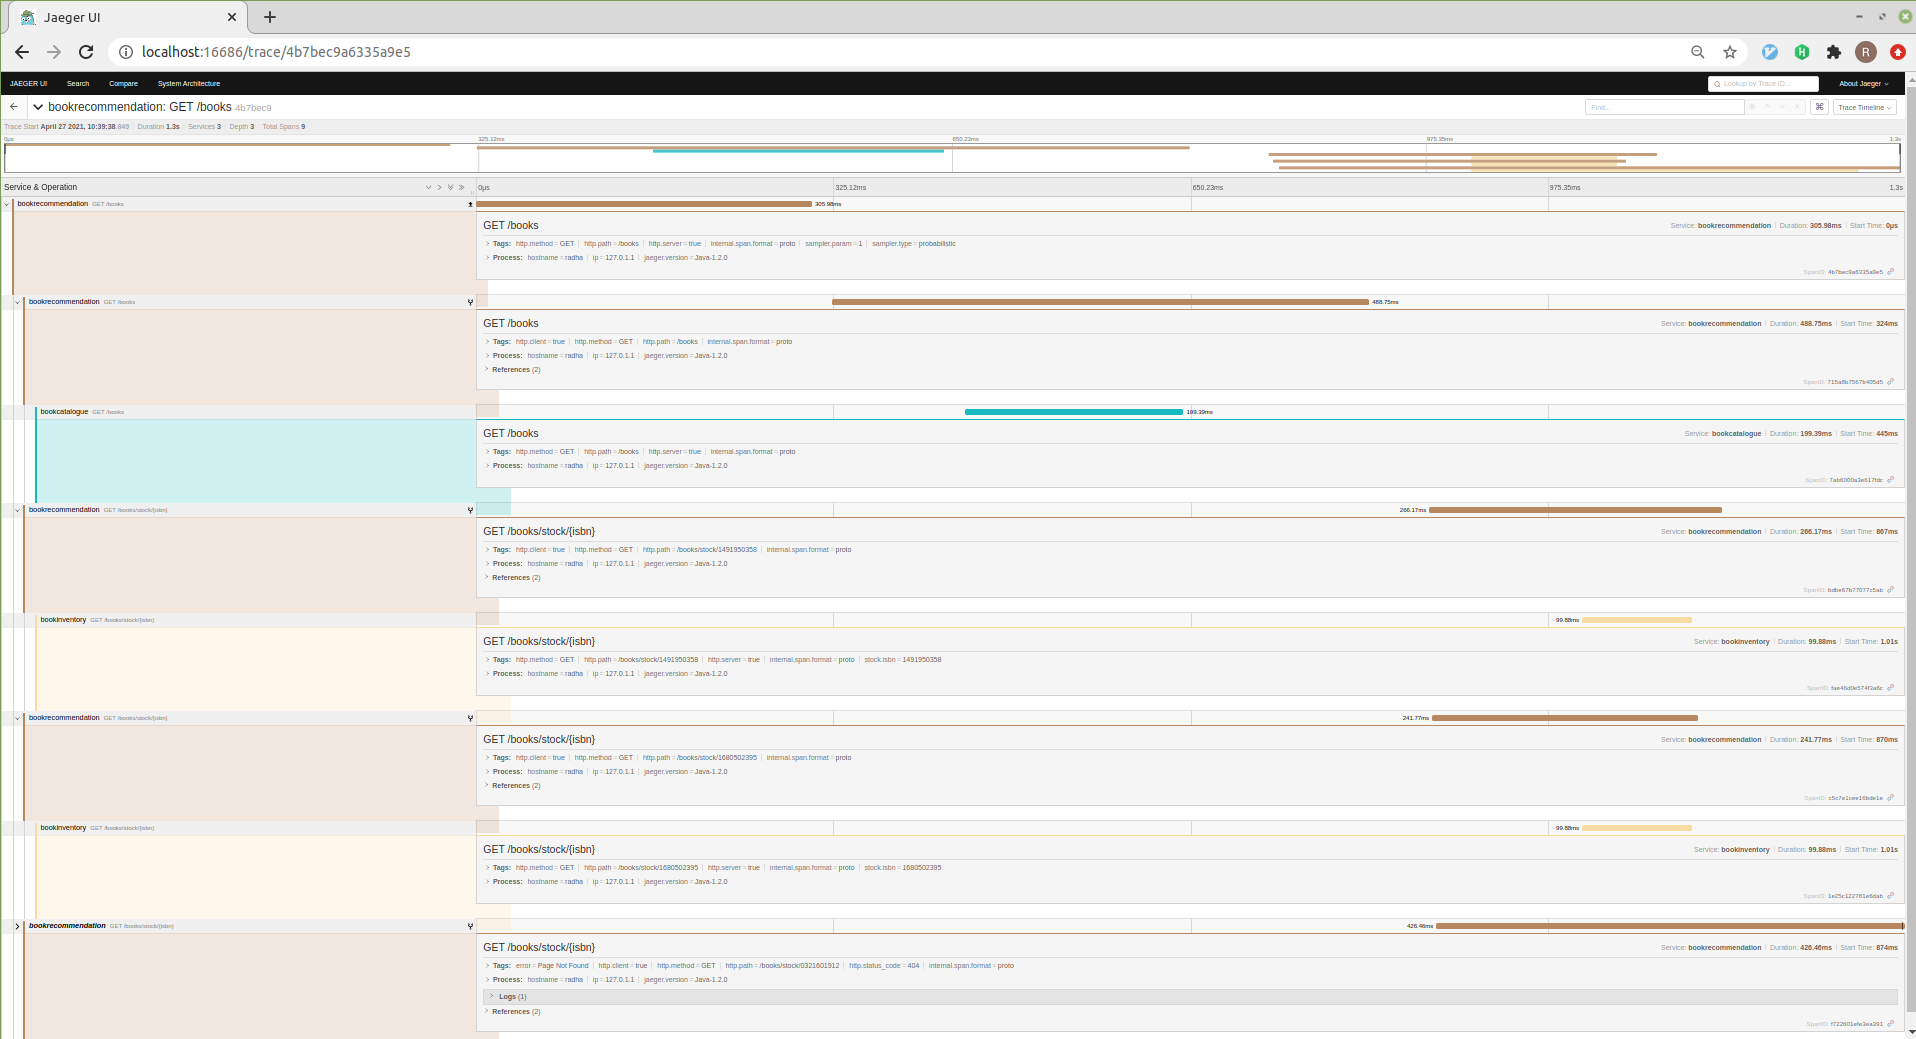 Jaeger UI
localhost:16686/trace/4b7bec9a6335a9e5
R
JAEGER UI Search Compare System Architecture Lookup by Trace ID... About Jaeger
bookrecommendation: GET /books 4b7bec9 Find... Trace Timeline
Trace Start April 27 2021, 10:39:38.849 Duration 1.3s Services 3 Depth 3 Total Spans 9
0μs 325.12ms 650.23ms 975.35ms 1.3s
Service & Operation 0μs 325.12ms 650.23ms 975.35ms 1.3s
bookrecommendation GET /books 305.98ms
GET /books Service: bookrecommendation Duration: 305.98ms Start Time: 0μs
Tags: http.method = GET http.path = /books http.server = true internal.span.format = proto sampler.param = 1 sampler.type = probabilistic
Process: hostname = radha ip = 127.0.1.1 jaeger.version = Java-1.2.0
SpanID: 4b7bec9a6335a9e5
bookrecommendation GET /books 488.75ms
GET /books Service: bookrecommendation Duration: 488.75ms Start Time: 324ms
Tags: http.client = true http.method = GET http.path = /books internal.span.format = proto
Process: hostname = radha ip = 127.0.1.1 jaeger.version = Java-1.2.0
References (2)
SpanID:
bookcatalogue GET /books 199.39ms
GET /books Service: bookcatalogue Duration: 199.39ms Start Time: 445ms
Tags: http.method = GET http.path = /books http.server = true internal.span.format = proto
Process: hostname = radha ip = 127.0.1.1 jaeger.version = Java-1.2.0
SpanID:
bookrecommendation GET /books/stock/{isbn} 266.17ms
GET /books/stock/{isbn} Service: bookrecommendation Duration: 266.17ms Start Time: 867ms
Tags: http.client = true http.method = GET http.path = /books/stock/1491950358 internal.span.format = proto
Process: hostname = radha ip = 127.0.1.1 jaeger.version = Java-1.2.0
References (2)
SpanID:
bookinventory GET /books/stock/{isbn} 99.88ms
GET /books/stock/{isbn} Service: bookinventory Duration: 99.88ms Start Time: 1.01s
Tags: http.method = GET http.path = /books/stock/1491950358 http.server = true internal.span.format = proto stock.isbn = 1491950358
Process: hostname = radha ip = 127.0.1.1 jaeger.version = Java-1.2.0
SpanID:
bookrecommendation GET /books/stock/{isbn} 241.77ms
GET /books/stock/{isbn} Service: bookrecommendation Duration: 241.77ms Start Time: 870ms
Tags: http.client = true http.method = GET http.path = /books/stock/1680502395 internal.span.format = proto
Process: hostname = radha ip = 127.0.1.1 jaeger.version = Java-1.2.0
References (2)
SpanID:
bookinventory GET /books/stock/{isbn} 99.88ms
GET /books/stock/{isbn} Service: bookinventory Duration: 99.88ms Start Time: 1.01s
Tags: http.method = GET http.path = /books/stock/1680502395 http.server = true internal.span.format = proto stock.isbn = 1680502395
Process: hostname = radha ip = 127.0.1.1 jaeger.version = Java-1.2.0
SpanID:
bookrecommendation GET /books/stock/{isbn} 426.46ms
GET /books/stock/{isbn} Service: bookrecommendation Duration: 426.46ms Start Time: 874ms
Tags: error = Page Not Found http.client = true http.method = GET http.path = /books/stock/0321601912 http.status_code = 404 internal.span.format = proto
Process: hostname = radha ip = 127.0.1.1 jaeger.version = Java-1.2.0
Logs (1)
References (2)
SpanID: